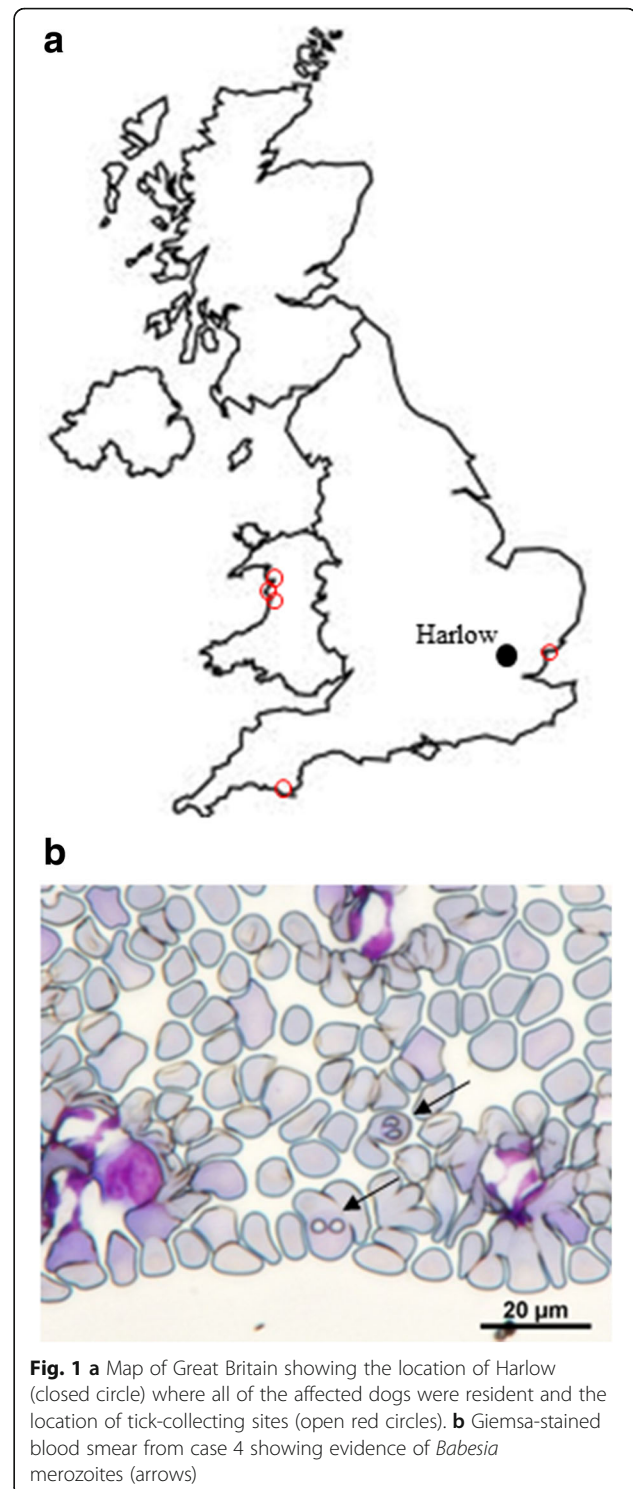 a
Harlow
b
20 µm
Fig. 1 a Map of Great Britain showing the location of Harlow
(closed circle) where all of the affected dogs were resident and the
location of tick-collecting sites (open red circles). b Giemsa-stained
blood smear from case 4 showing evidence of Babesia
merozoites (arrows)